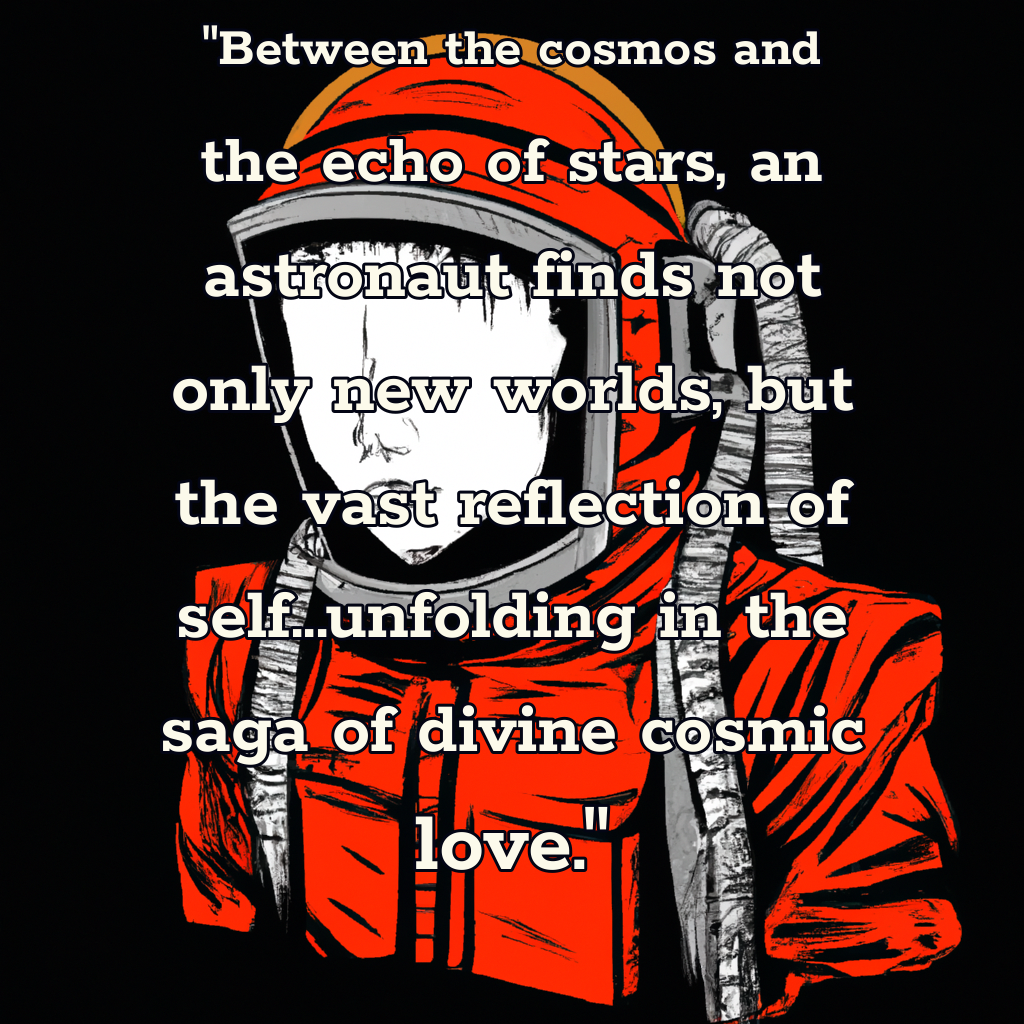 "Between the cosmos and
the echo of stars, an
astronaut finds not
only new worlds, but
the vast reflection of
self...unfolding in the
saga of divine cosmic
love."